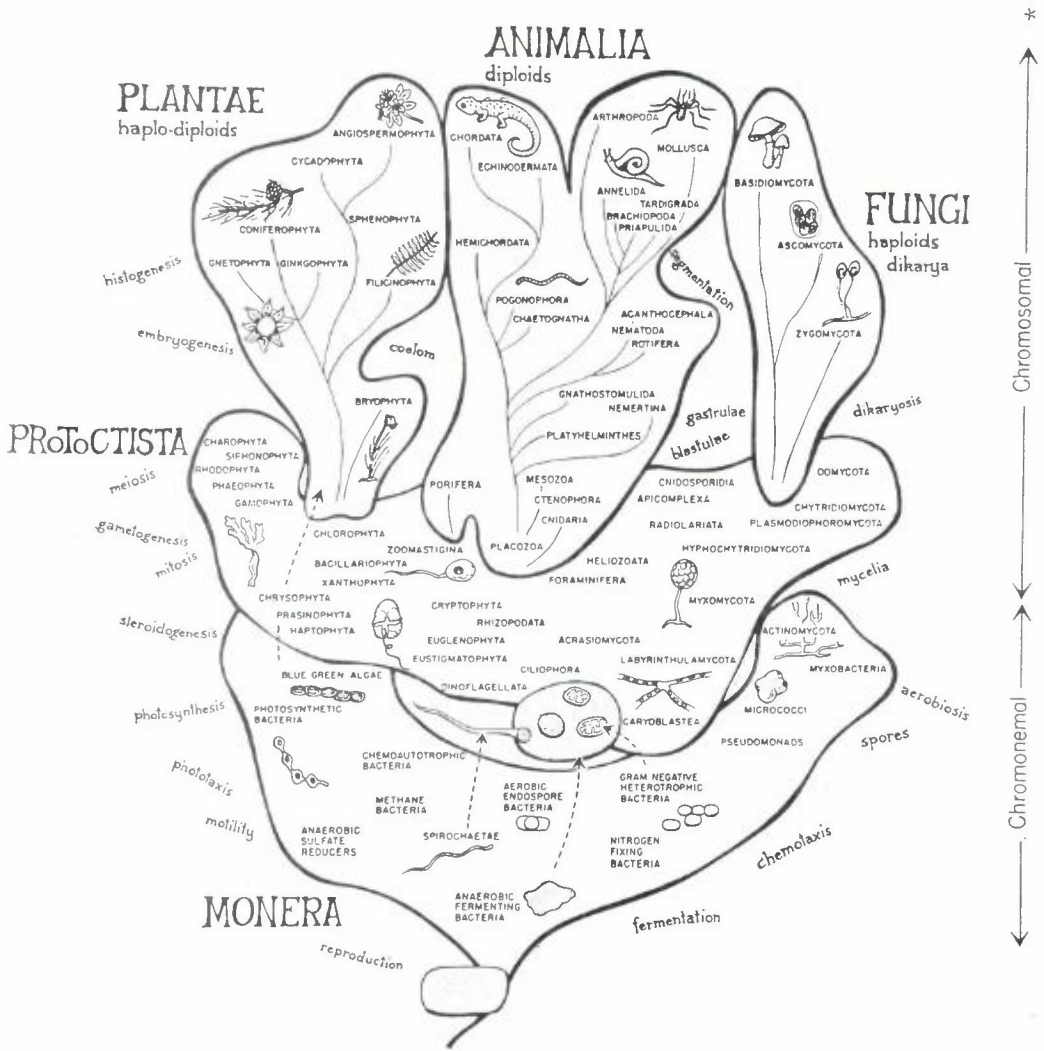 *
ANIMALIA
diploids
PLANTAE
haplo-diploids
ANGIOSPERMOPHYTA
CYCADOPHYTA
CONIFEROPHYTA
SPHENOPHYTA
GNETOPHYTA
GINKGOPHYTA
FILICINOPHYTA
BRYOPHYTA
histogenesis
embryogenesis
coelom
CHORDATA
ECHINODERMATA
HEMICHORDATA
POGONOPHORA
CHAETOGNATHA
ARTHROPODA
MOLLUSCA
ANNELIDA
TARDIGRADA
BRACHIOPODA
PRIAPULIDA
segmentation
ACANTHOCEPHALA
NEMATODA
ROTIFERA
GNATHOSTOMULIDA
NEMERTINA
PLATYHELMINTHES
gastrulae
blastulae
PORIFERA
MESOZOA
CTENOPHORA
CNIDARIA
PLACOZOA
FUNGI
haploids
dikarya
BASIDIOMYCOTA
ASCOMYCOTA
ZYGOMYCOTA
dikaryosis
Chromosomal
PROTOCTISTA
meiosis
gametogenesis
mitosis
steroidogenesis
CHAROPHYTA
SIFHONOPHYTA
RHODOPHYTA
PHAEOPHYTA
GAMOPHYTA
CHLOROPHYTA
ZOOMASTIGINA
BACILLARIOPHYTA
XANTHOPHYTA
CHRYSOPHYTA
PRASINOPHYTA
HAPTOPHYTA
CRYPTOPHYTA
RHIZOPODATA
EUGLENOPHYTA
EUSTIGMATOPHYTA
ACRASIOMYCOTA
CILIOPHORA
DINOFLAGELLATA
LABYRINTHULAMYCOTA
CARYOBLASTEA
CNIDOSPORIDIA
APICOMPLEXA
RADIOLARIATA
HELIOZOATA
FORAMINIFERA
OOMYCOTA
CHYTRIDIOMYCOTA
PLASMODIOPHOROMYCOTA
HYPHOCHYTRIDIOMYCOTA
MYXOMYCOTA
mycelia
MONERA
BLUE GREEN ALGAE
PHOTOSYNTHETIC
BACTERIA
CHEMOAUTOTROPHIC
BACTERIA
METHANE
BACTERIA
ANAEROBIC
SULFATE
REDUCERS
SPIROCHAETAE
AEROBIC
ENDOSPORE
BACTERIA
ANAEROBIC
FERMENTING
BACTERIA
GRAM NEGATIVE
HETEROTROPHIC
BACTERIA
NITROGEN
FIXING
BACTERIA
ACTINOMYCOTA
MYXOBACTERIA
MICROCOCCI
PSEUDOMONADS
photosynthesis
phototaxis
motility
reproduction
fermentation
chemotaxis
spores
aerobiosis
Chromonemal